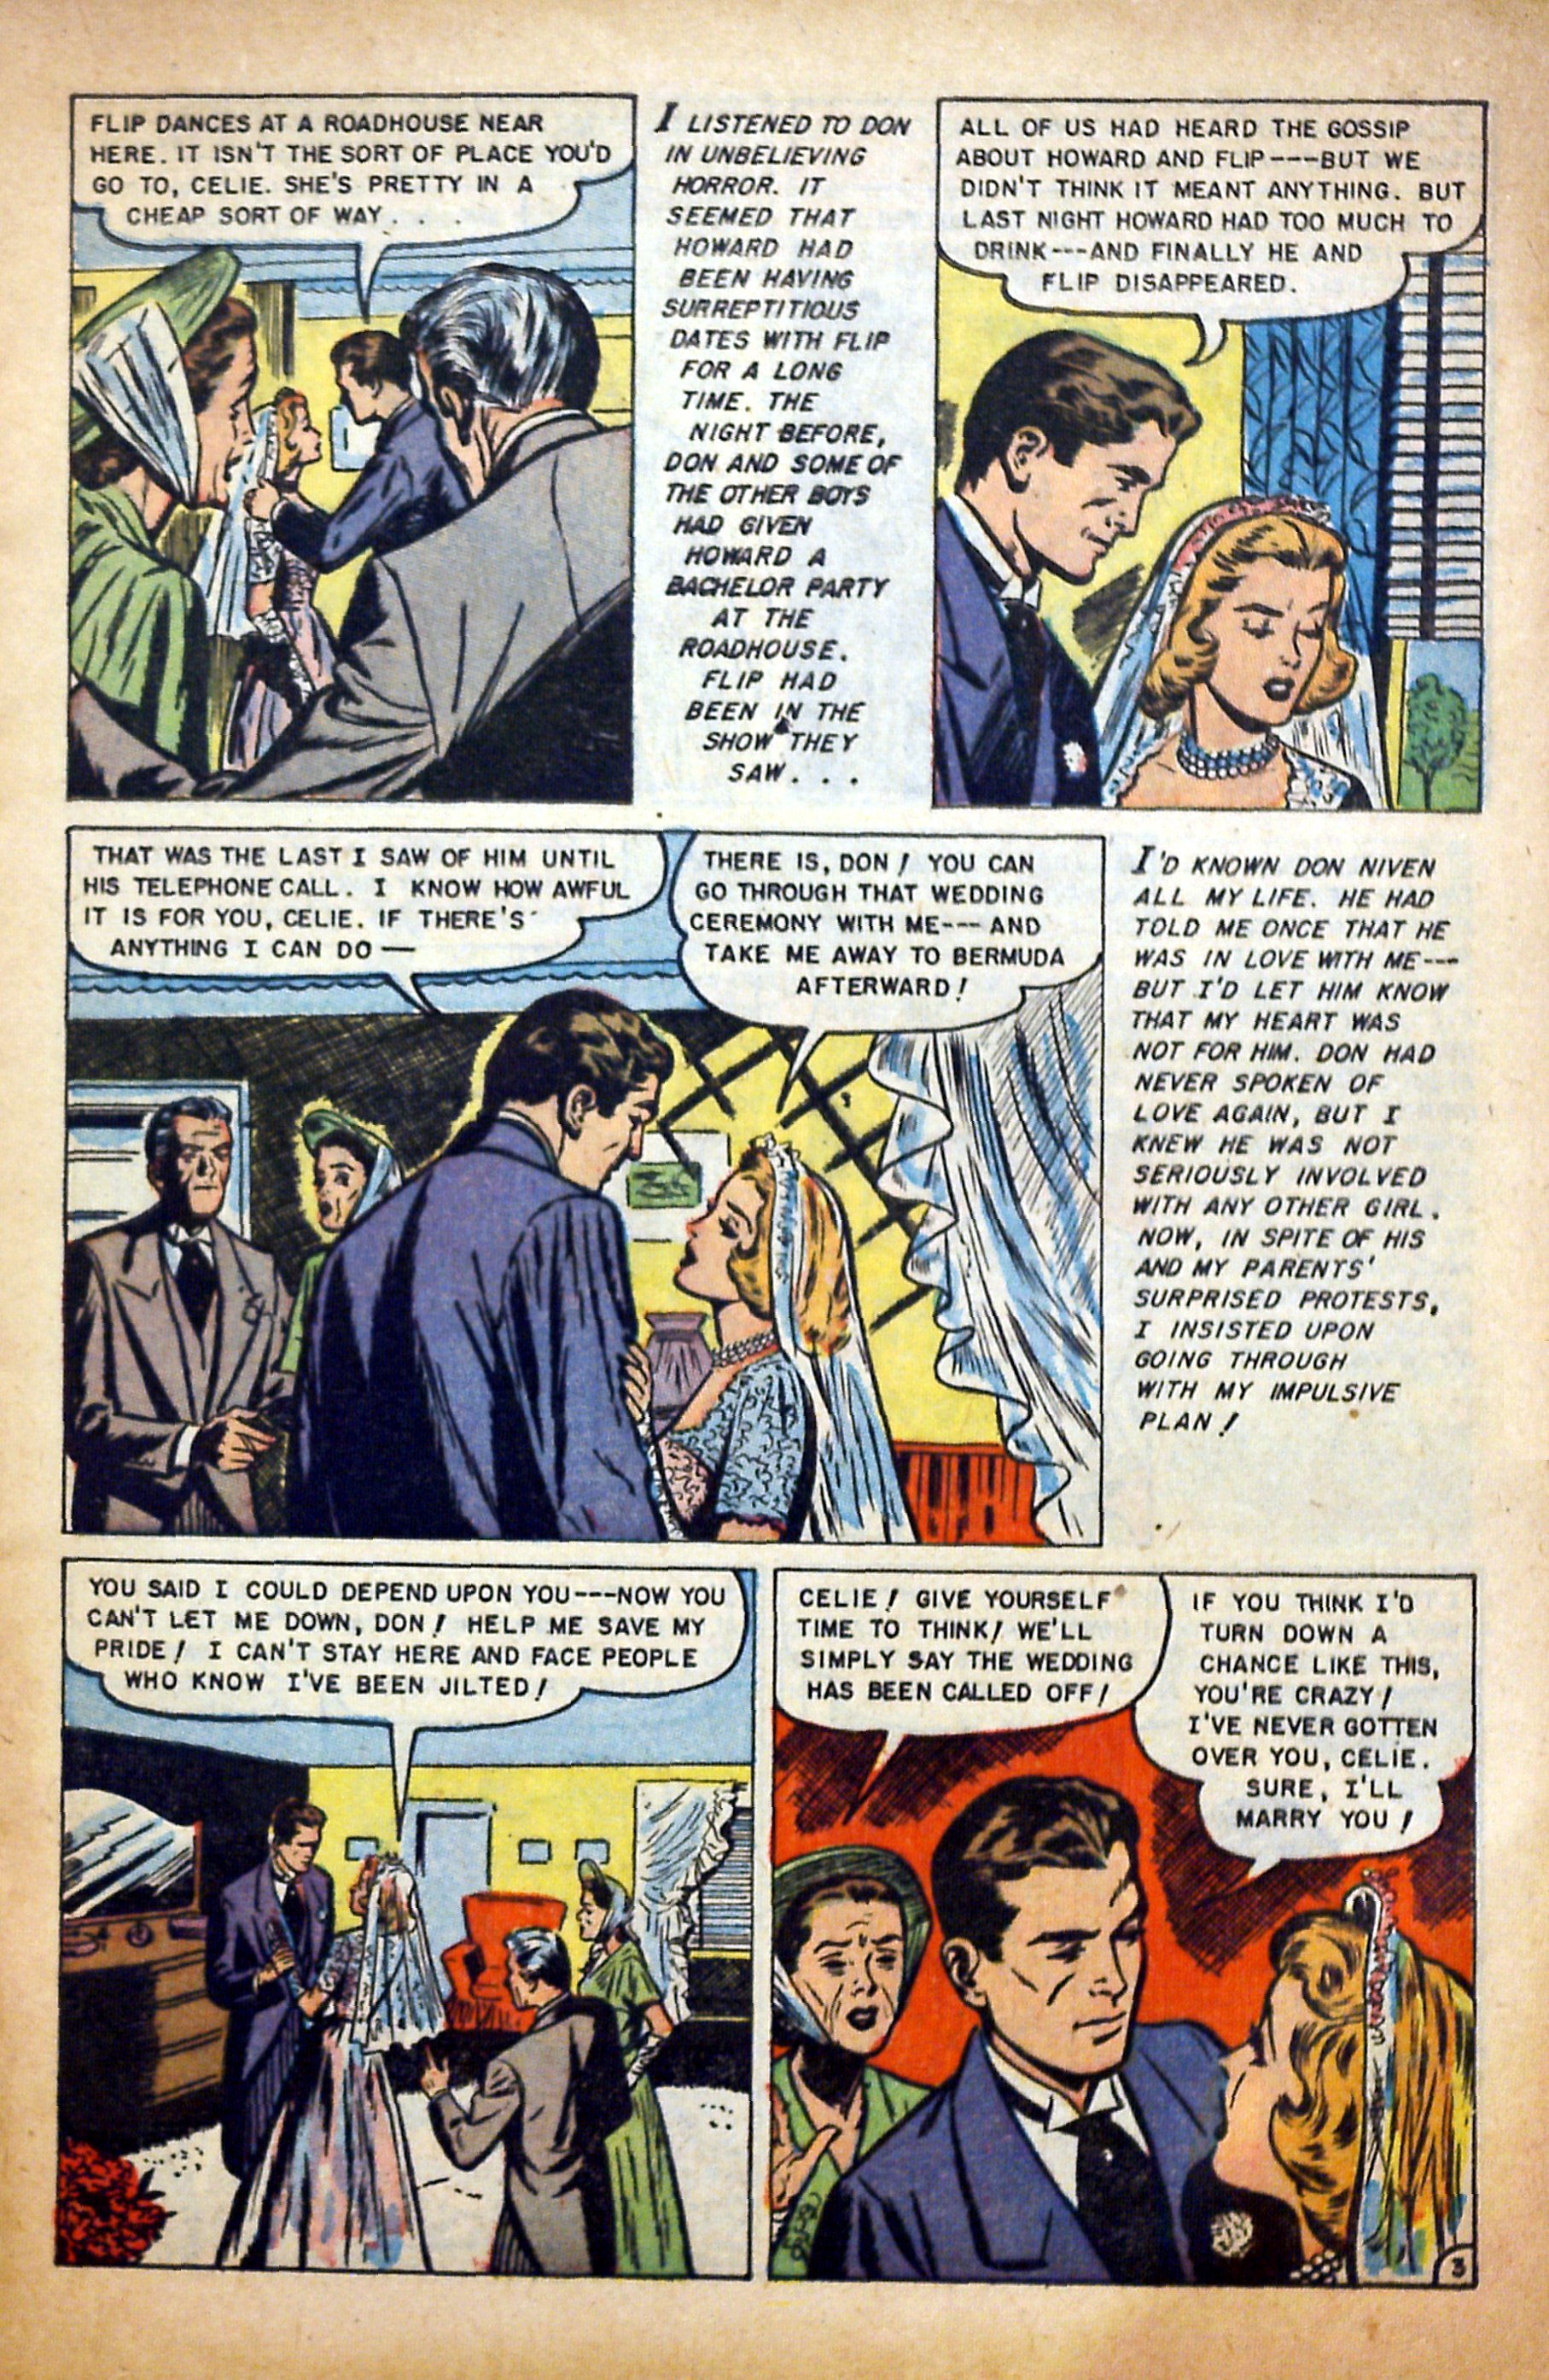 FLIP DANCES AT A ROADHOUSE NEAR
HERE. IT ISN'T THE SORT OF PLACE YOU'D
GO TO, CELIE. SHE'S PRETTY IN A
CHEAP SORT OF WAY . . .
I LISTENED TO DON
IN UNBELIEVING
HORROR. IT
SEEMED THAT
HOWARD HAD
BEEN HAVING
SURREPTITIOUS
DATES WITH FLIP
FOR A LONG
TIME. THE
NIGHT BEFORE,
DON AND SOME OF
THE OTHER BOYS
HAD GIVEN
HOWARD A
BACHELOR PARTY
AT THE
ROADHOUSE.
FLIP HAD
BEEN IN THE
SHOW THEY
SAW . . .
ALL OF US HAD HEARD THE GOSSIP
ABOUT HOWARD AND FLIP---BUT WE
DIDN'T THINK IT MEANT ANYTHING. BUT
LAST NIGHT HOWARD HAD TOO MUCH TO
DRINK---AND FINALLY HE AND
FLIP DISAPPEARED.
THAT WAS THE LAST I SAW OF HIM UNTIL
HIS TELEPHONE CALL. I KNOW HOW AWFUL
IT IS FOR YOU, CELIE. IF THERE'S
ANYTHING I CAN DO —
THERE IS, DON! YOU CAN
GO THROUGH THAT WEDDING
CEREMONY WITH ME---AND
TAKE ME AWAY TO BERMUDA
AFTERWARD!
I'D KNOWN DON NIVEN
ALL MY LIFE. HE HAD
TOLD ME ONCE THAT HE
WAS IN LOVE WITH ME---
BUT I'D LET HIM KNOW
THAT MY HEART WAS
NOT FOR HIM. DON HAD
NEVER SPOKEN OF
LOVE AGAIN, BUT I
KNEW HE WAS NOT
SERIOUSLY INVOLVED
WITH ANY OTHER GIRL.
NOW, IN SPITE OF HIS
AND MY PARENTS'
SURPRISED PROTESTS,
I INSISTED UPON
GOING THROUGH
WITH MY IMPULSIVE
PLAN!
YOU SAID I COULD DEPEND UPON YOU---NOW YOU
CAN'T LET ME DOWN, DON! HELP ME SAVE MY
PRIDE! I CAN'T STAY HERE AND FACE PEOPLE
WHO KNOW I'VE BEEN JILTED!
CELIE! GIVE YOURSELF
TIME TO THINK! WE'LL
SIMPLY SAY THE WEDDING
HAS BEEN CALLED OFF!
IF YOU THINK I'D
TURN DOWN A
CHANCE LIKE THIS,
YOU'RE CRAZY!
I'VE NEVER GOTTEN
OVER YOU, CELIE.
SURE, I'LL
MARRY YOU!
3